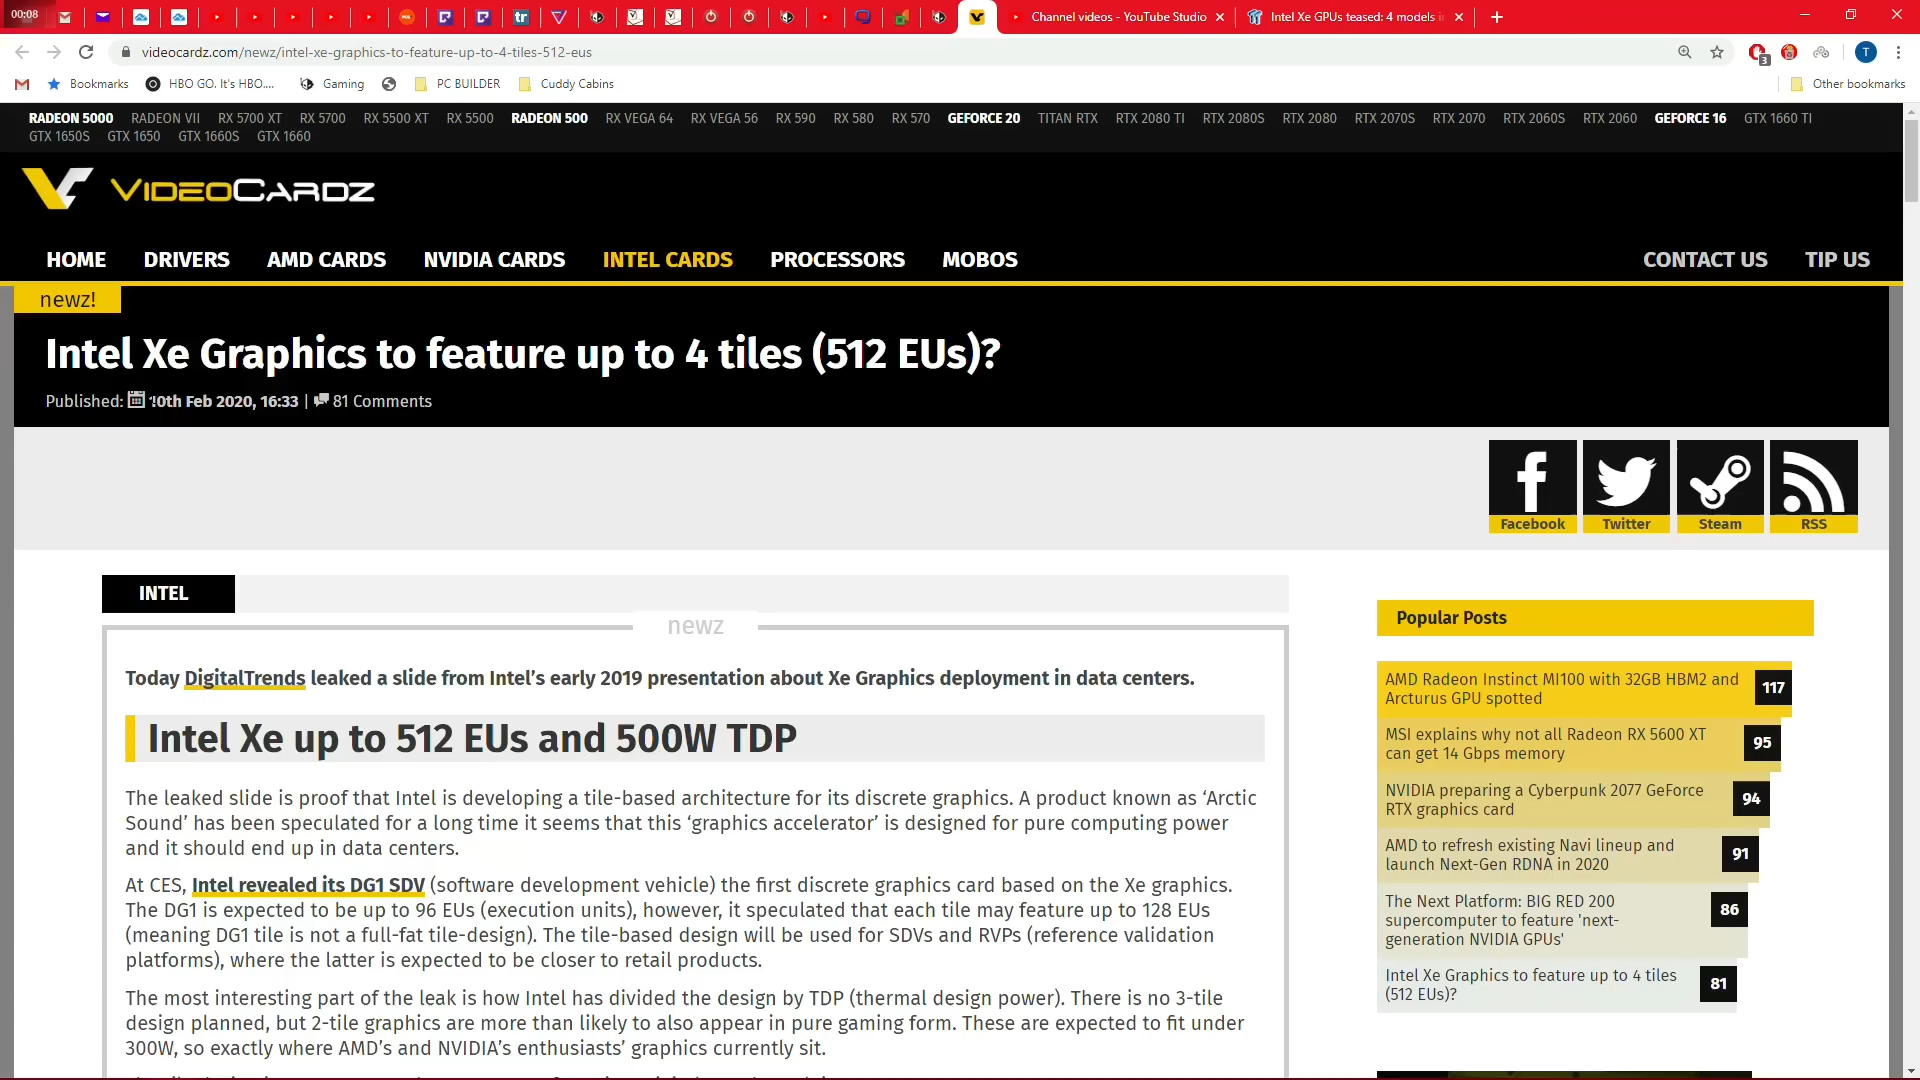 00:08
Channel videos - YouTube Studio
Intel Xe GPUs teased: 4 models i
videocardz.com/newz/intel-xe-graphics-to-feature-up-to-4-tiles-512-eus
3
T
Bookmarks
HBO GO. It's HBO....
Gaming
PC BUILDER
Cuddy Cabins
Other bookmarks
RADEON 5000 RADEON VII RX 5700 XT RX 5700 RX 5500 XT RX 5500 RADEON 500 RX VEGA 64 RX VEGA 56 RX 590 RX 580 RX 570 GEFORCE 20 TITAN RTX RTX 2080 TI RTX 2080S RTX 2080 RTX 2070S RTX 2070 RTX 2060S RTX 2060 GEFORCE 16 GTX 1660 TI
GTX 1650S GTX 1650 GTX 1660S GTX 1660
VIDEOCARDZ
HOME DRIVERS AMD CARDS NVIDIA CARDS INTEL CARDS PROCESSORS MOBOS CONTACT US TIP US
newz!
Intel Xe Graphics to feature up to 4 tiles (512 EUs)?
Published: 10th Feb 2020, 16:33 | 81 Comments
Facebook Twitter Steam RSS
INTEL
newz
Today DigitalTrends leaked a slide from Intel’s early 2019 presentation about Xe Graphics deployment in data centers.
Intel Xe up to 512 EUs and 500W TDP
The leaked slide is proof that Intel is developing a tile-based architecture for its discrete graphics. A product known as ‘Arctic
Sound’ has been speculated for a long time it seems that this ‘graphics accelerator’ is designed for pure computing power
and it should end up in data centers.
At CES, Intel revealed its DG1 SDV (software development vehicle) the first discrete graphics card based on the Xe graphics.
The DG1 is expected to be up to 96 EUs (execution units), however, it speculated that each tile may feature up to 128 EUs
(meaning DG1 tile is not a full-fat tile-design). The tile-based design will be used for SDVs and RVPs (reference validation
platforms), where the latter is expected to be closer to retail products.
The most interesting part of the leak is how Intel has divided the design by TDP (thermal design power). There is no 3-tile
design planned, but 2-tile graphics are more than likely to also appear in pure gaming form. These are expected to fit under
300W, so exactly where AMD’s and NVIDIA’s enthusiasts’ graphics currently sit.
Popular Posts
AMD Radeon Instinct MI100 with 32GB HBM2 and
Arcturus GPU spotted
117
MSI explains why not all Radeon RX 5600 XT
can get 14 Gbps memory
95
NVIDIA preparing a Cyberpunk 2077 GeForce
RTX graphics card
94
AMD to refresh existing Navi lineup and
launch Next-Gen RDNA in 2020
91
The Next Platform: BIG RED 200
supercomputer to feature 'next-
generation NVIDIA GPUs'
86
Intel Xe Graphics to feature up to 4 tiles
(512 EUs)?
81